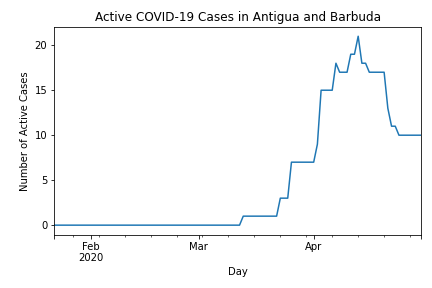 Active COVID-19 Cases in Antigua and Barbuda
Number of Active Cases
20
15
10
5
0
Feb
2020
Mar
Apr
Day